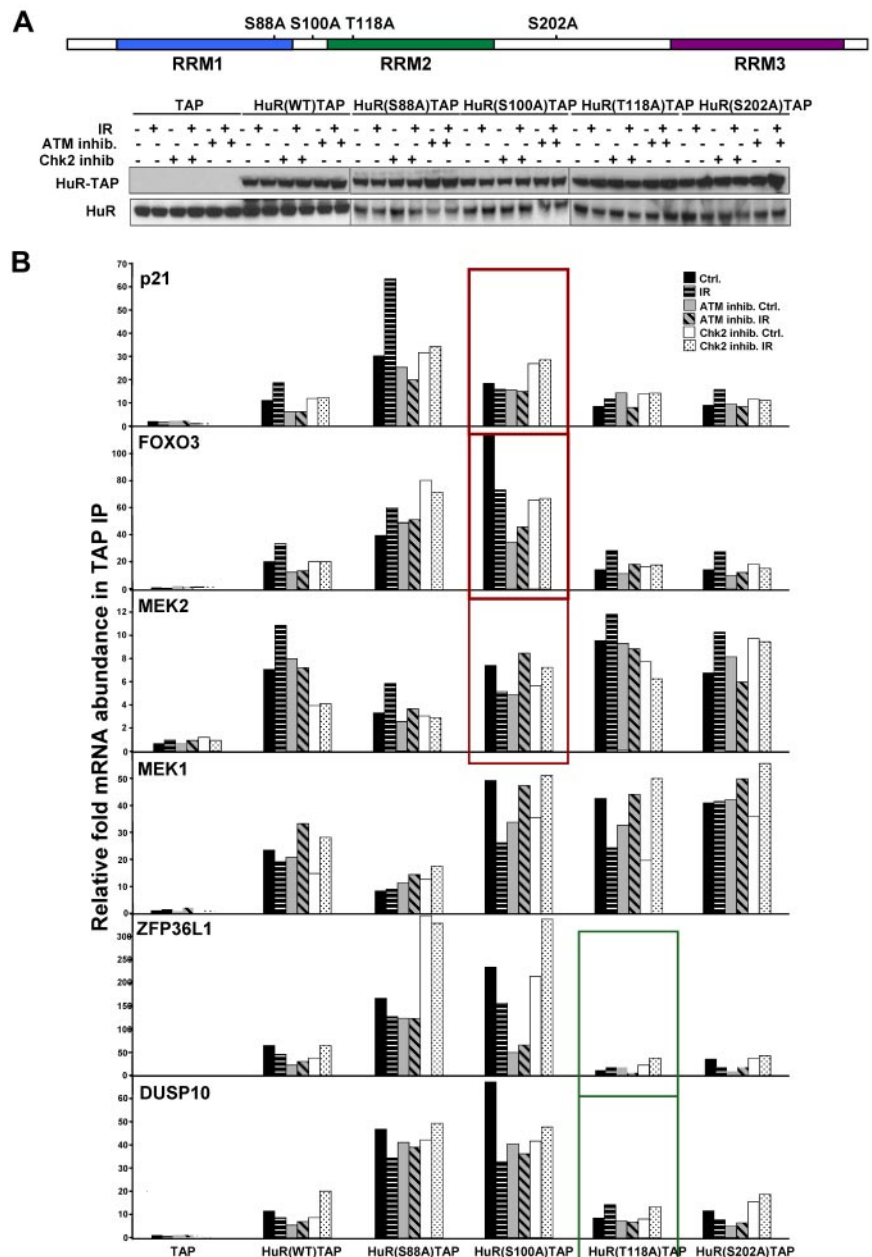 A
S88A S100A T118A S202A
RRM1 RRM2 RRM3
TAP HuR(WT)TAP HuR(S88A)TAP HuR(S100A)TAP HuR(T118A)TAP HuR(S202A)TAP
IR - + - + - + - + - + - + - + - + - + - + - + - + - + - + - + - + - + - +
ATM inhib. - - - - + + - - - - + + - - - - + + - - - - + + - - - - + + - - - - + +
Chk2 inhib - - + + - - - - + + - - - - + + - - - - + + - - - - + + - - - - + + - -
HuR-TAP
HuR
B
Relative fold mRNA abundance in TAP IP
p21
70
60
50
40
30
20
10
0
Ctrl.
IR
ATM inhib. Ctrl.
ATM inhib. IR
Chk2 inhib. Ctrl.
Chk2 inhib. IR
FOXO3
100
80
60
40
20
0
MEK2
12
10
8
6
4
2
0
MEK1
50
40
30
20
10
0
ZFP36L1
300
250
200
150
100
50
0
DUSP10
60
50
40
30
20
10
0
TAP HuR(WT)TAP HuR(S88A)TAP HuR(S100A)TAP HuR(T118A)TAP HuR(S202A)TAP